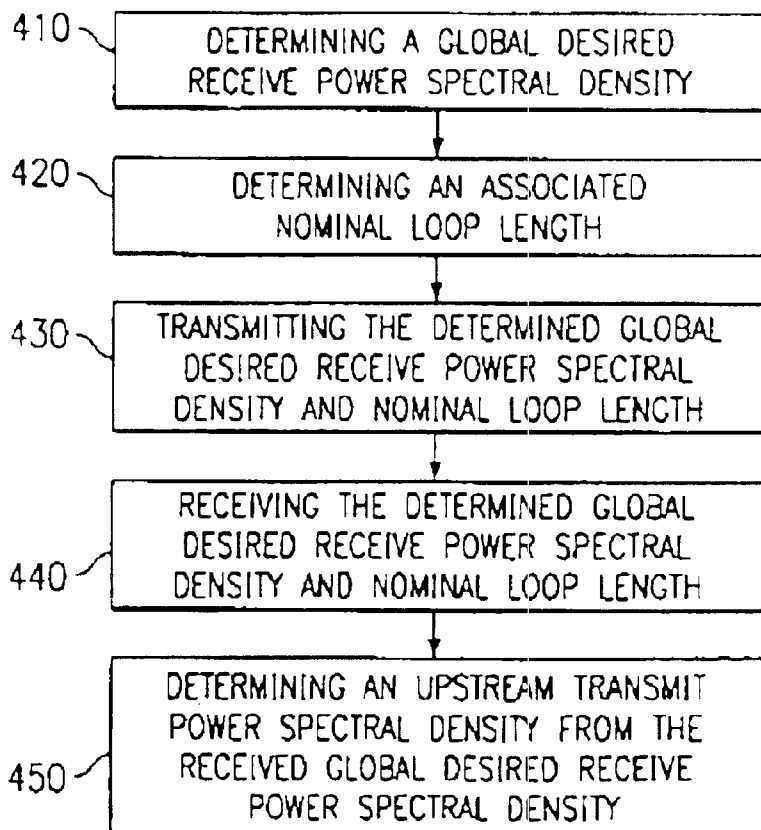 410
DETERMINING A GLOBAL DESIRED
RECEIVE POWER SPECTRAL DENSITY
420
DETERMINING AN ASSOCIATED
NOMINAL LOOP LENGTH
430
TRANSMITTING THE DETERMINED GLOBAL
DESIRED RECEIVE POWER SPECTRAL
DENSITY AND NOMINAL LOOP LENGTH
440
RECEIVING THE DETERMINED GLOBAL
DESIRED RECEIVE POWER SPECTRAL
DENSITY AND NOMINAL LOOP LENGTH
450
DETERMINING AN UPSTREAM TRANSMIT
POWER SPECTRAL DENSITY FROM THE
RECEIVED GLOBAL DESIRED RECEIVE
POWER SPECTRAL DENSITY